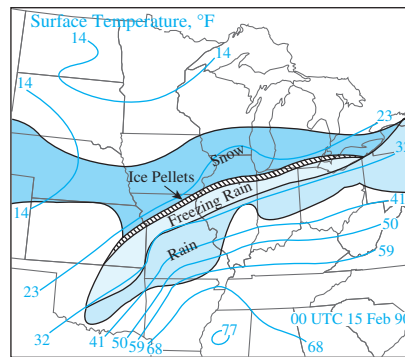 Surface Temperature, °F
14
14
14
23
Snow
32
Ice Pellets
Freezing Rain
14
41
Rain
50
59
23
00 UTC 15 Feb 90
32
77
41
50
59
68
68